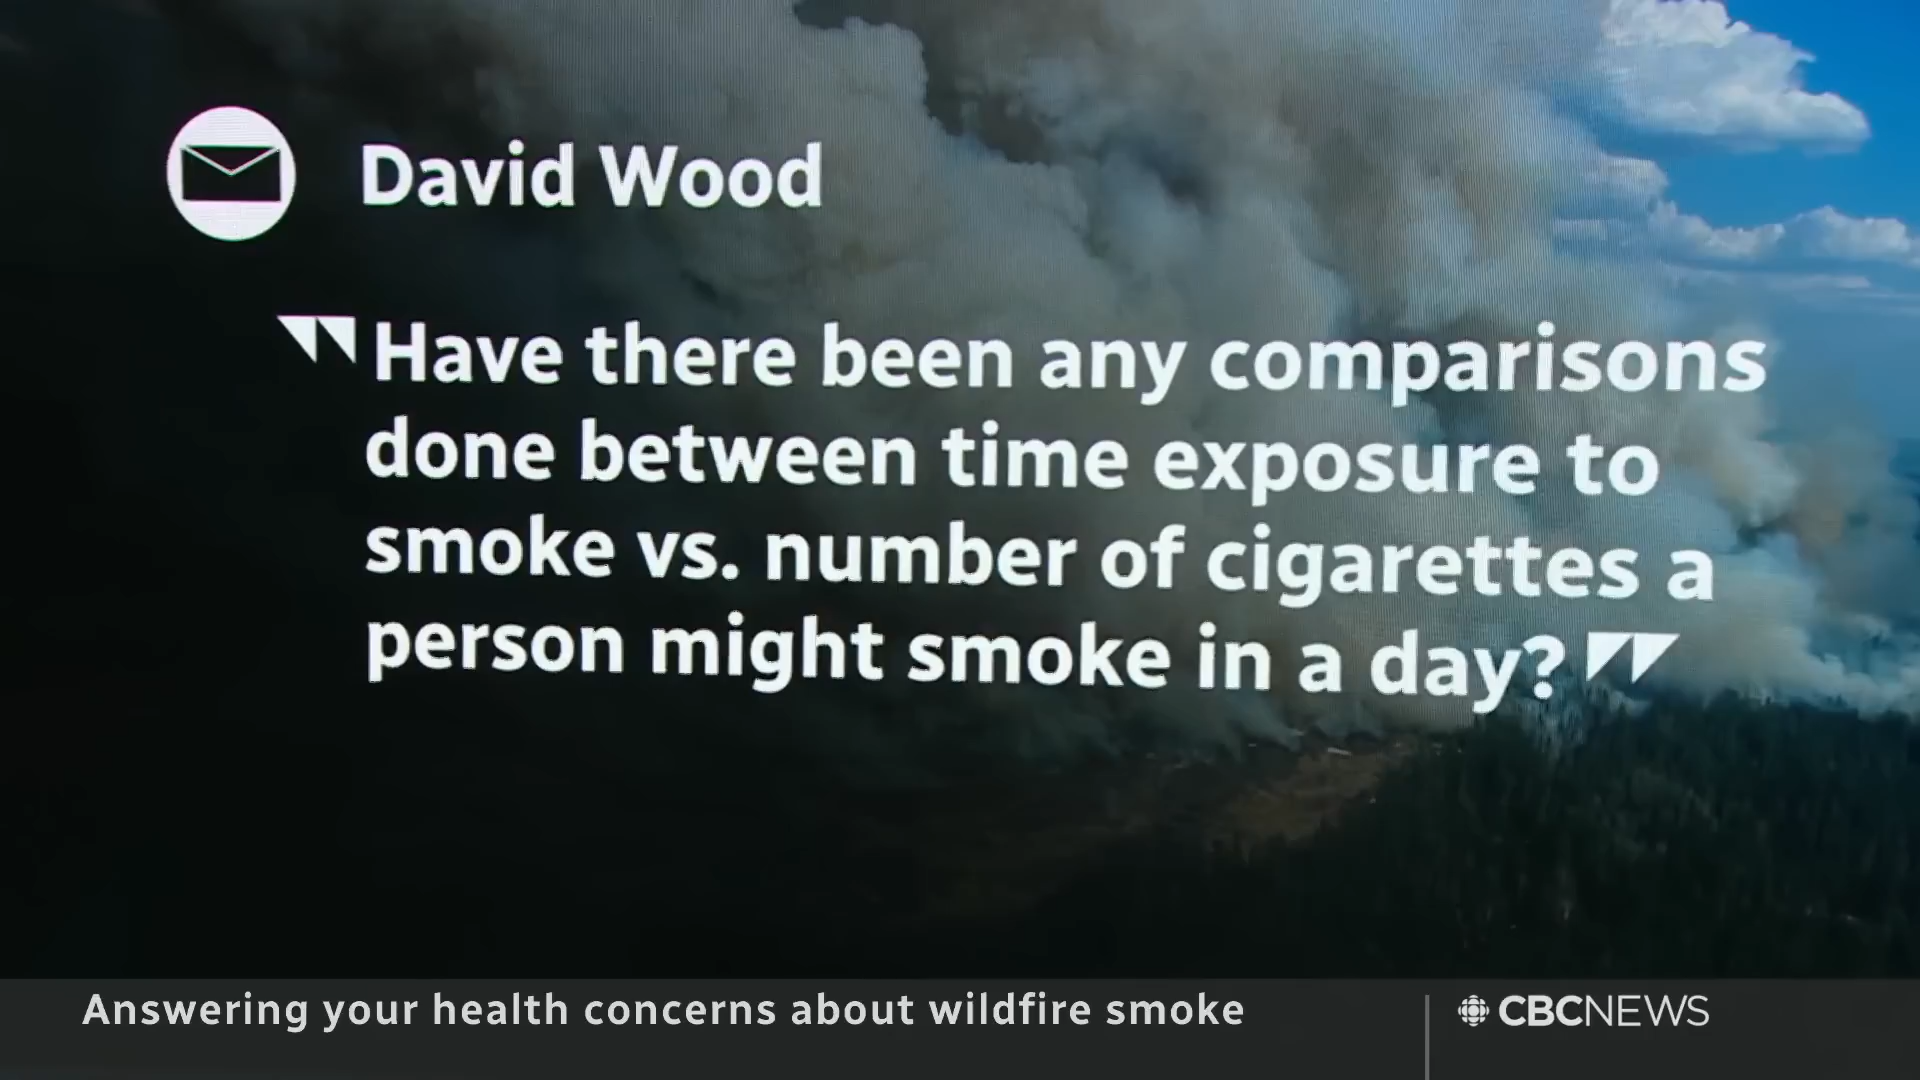 David Wood
"Have there been any comparisons
done between time exposure to
smoke vs. number of cigarettes a
person might smoke in a day?"
Answering your health concerns about wildfire smoke
CBCNEWS